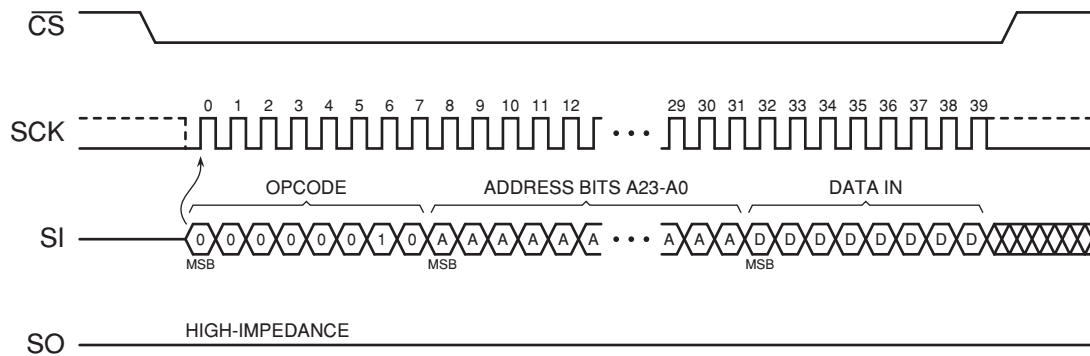 CS
0 1 2 3 4 5 6 7 8 9 10 11 12 29 30 31 32 33 34 35 36 37 38 39
SCK
OPCODE ADDRESS BITS A23-A0 DATA IN
SI 0 0 0 0 0 0 1 0 A A A A A A A A A D D D D D D D D
MSB MSB MSB
HIGH-IMPEDANCE
SO